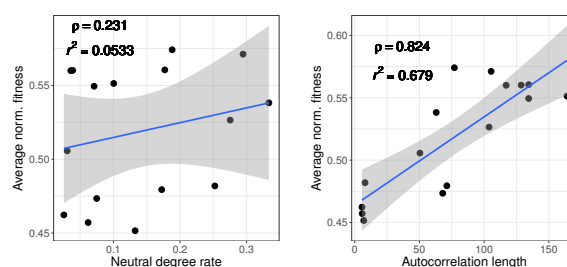 ρ = 0.231
r² = 0.0533
Average norm. fitness
0.55
0.50
0.45
0.1
0.2
0.3
Neutral degree rate
ρ = 0.824
r² = 0.679
Average norm. fitness
0.60
0.55
0.50
0.45
0
50
100
150
Autocorrelation length